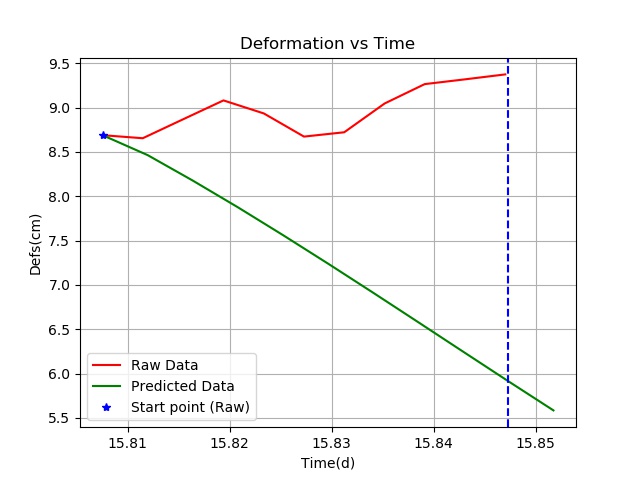 Deformation vs Time
9.5
9.0
8.5
8.0
7.5
7.0
6.5
6.0
5.5
Defs(cm)
Raw Data
Predicted Data
Start point (Raw)
15.81 15.82 15.83 15.84 15.85
Time(d)